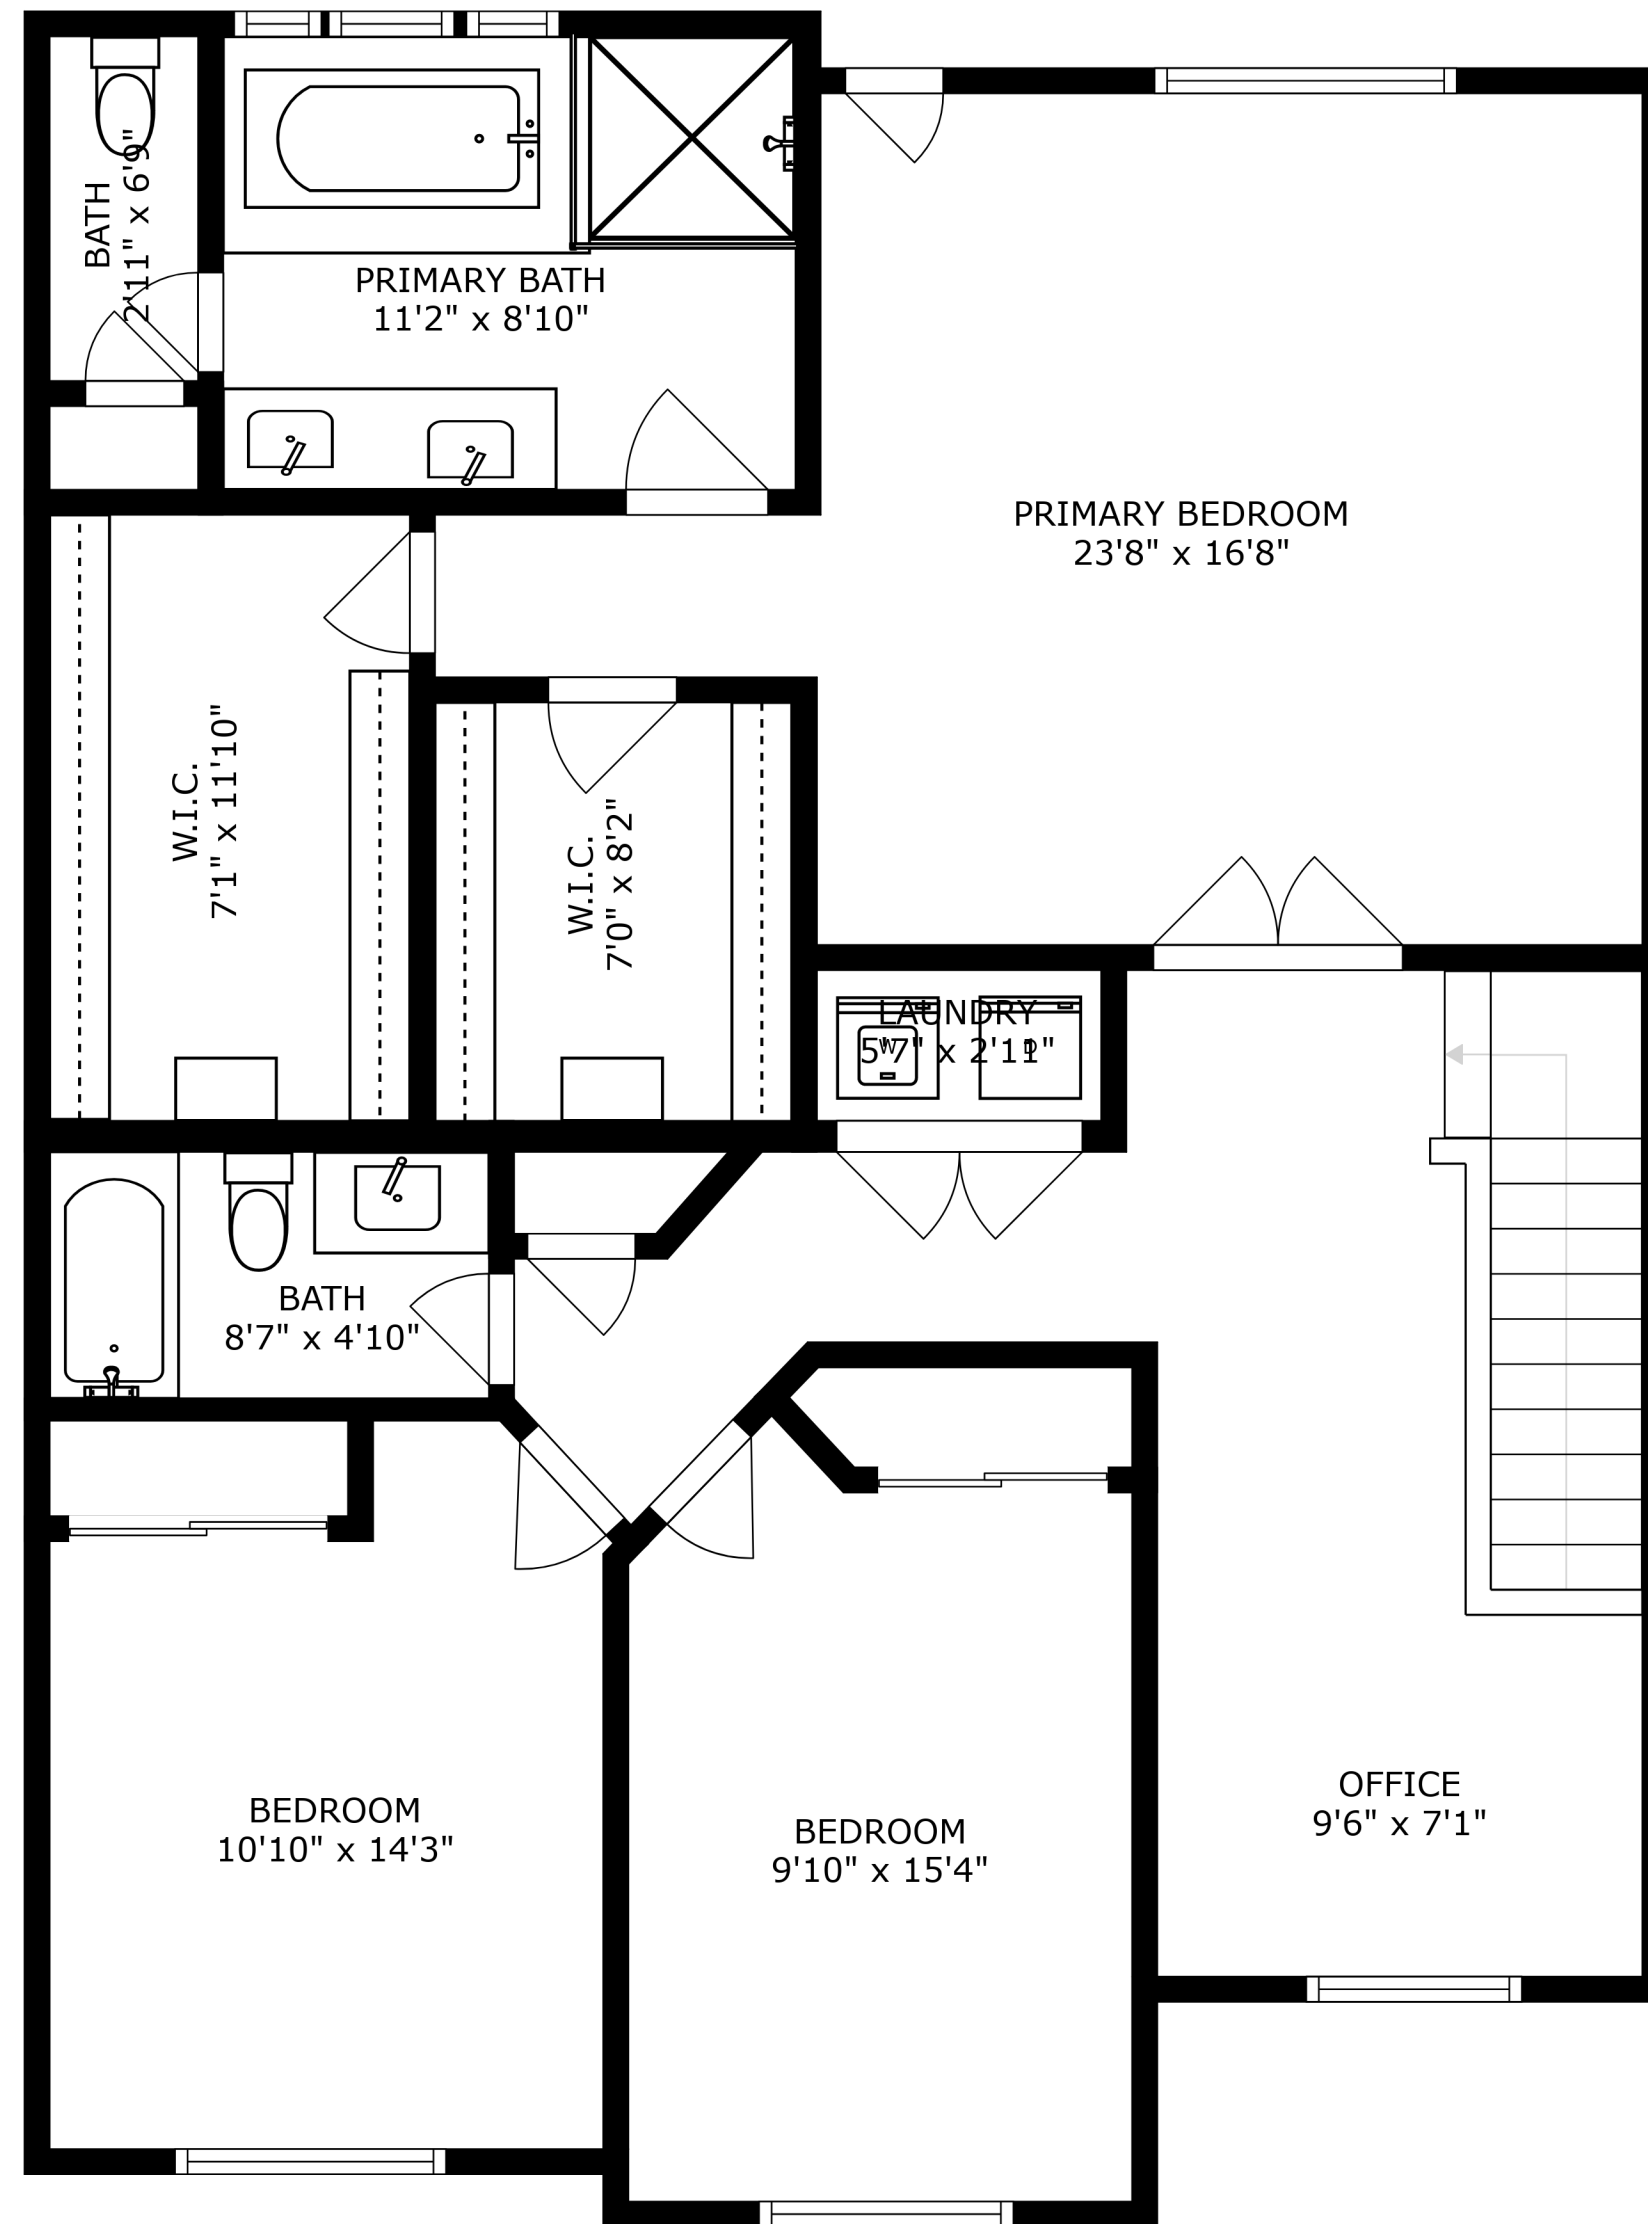 BATH
2'11" x 6'9"
PRIMARY BATH
11'2" x 8'10"
PRIMARY BEDROOM
23'8" x 16'8"
W.I.C.
7'1" x 11'10"
W.I.C.
7'0" x 8'2"
LAUNDRY
5'7" x 2'11"
W
D
BATH
8'7" x 4'10"
OFFICE
9'6" x 7'1"
BEDROOM
10'10" x 14'3"
BEDROOM
9'10" x 15'4"